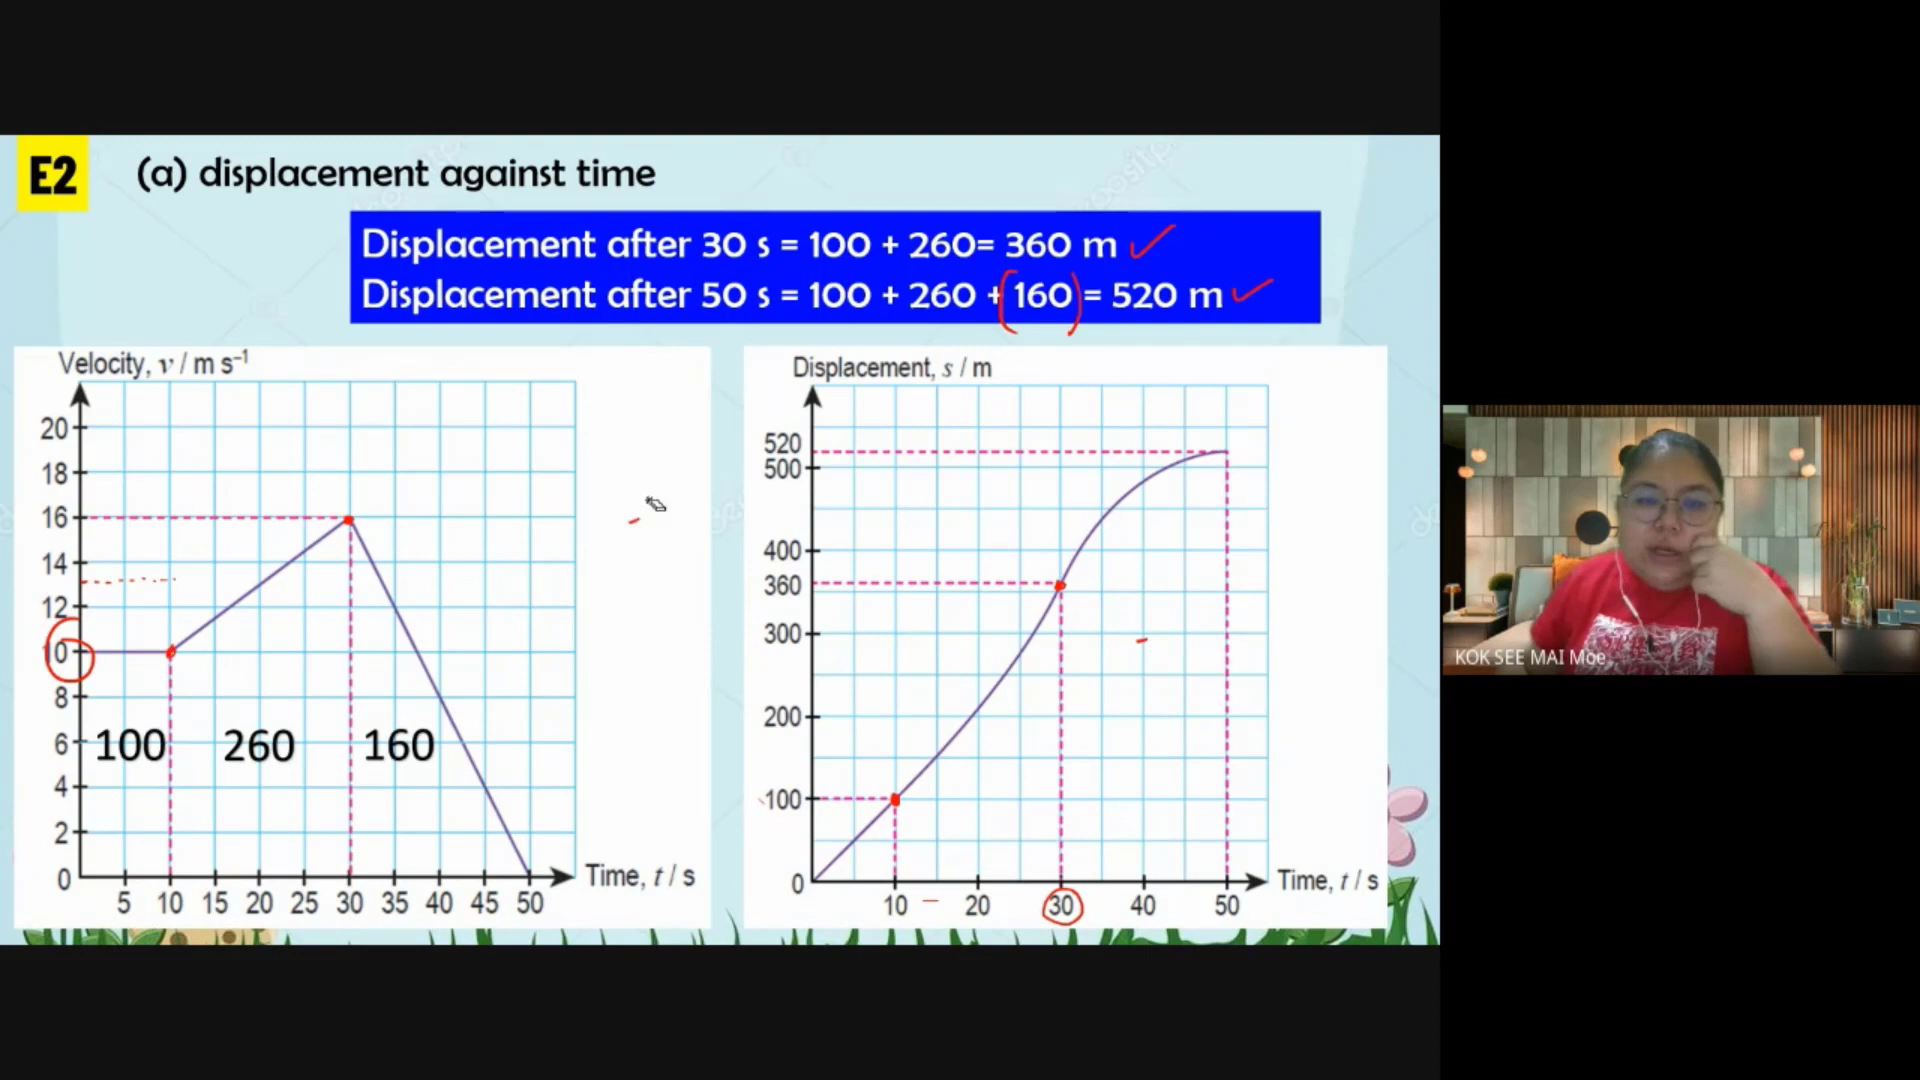 E2
(a) displacement against time
Displacement after 30 s = 100 + 260= 360 m
Displacement after 50 s = 100 + 260 + 160 = 520 m
Velocity, v / m s⁻¹
20
18
16
14
12
10
8
6
4
2
0
100
260
160
5 10 15 20 25 30 35 40 45 50
Time, t / s
Displacement, s / m
520
500
400
360
300
200
100
0
10 20 30 40 50
Time, t / s
KOK SEE MAI Moe